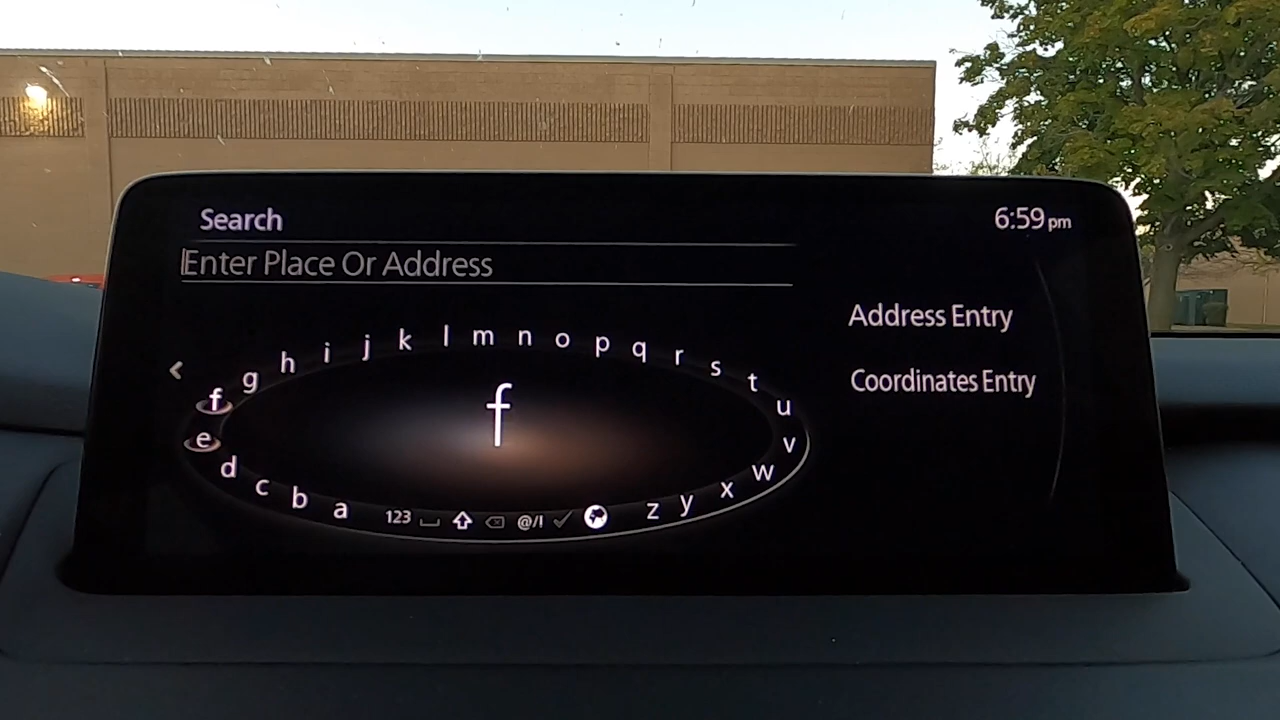 Search
6:59 pm
Enter Place Or Address
Address Entry
Coordinates Entry
a b c d e f g h i j k l m n o p q r s t u v w x y z
f
123 @/!